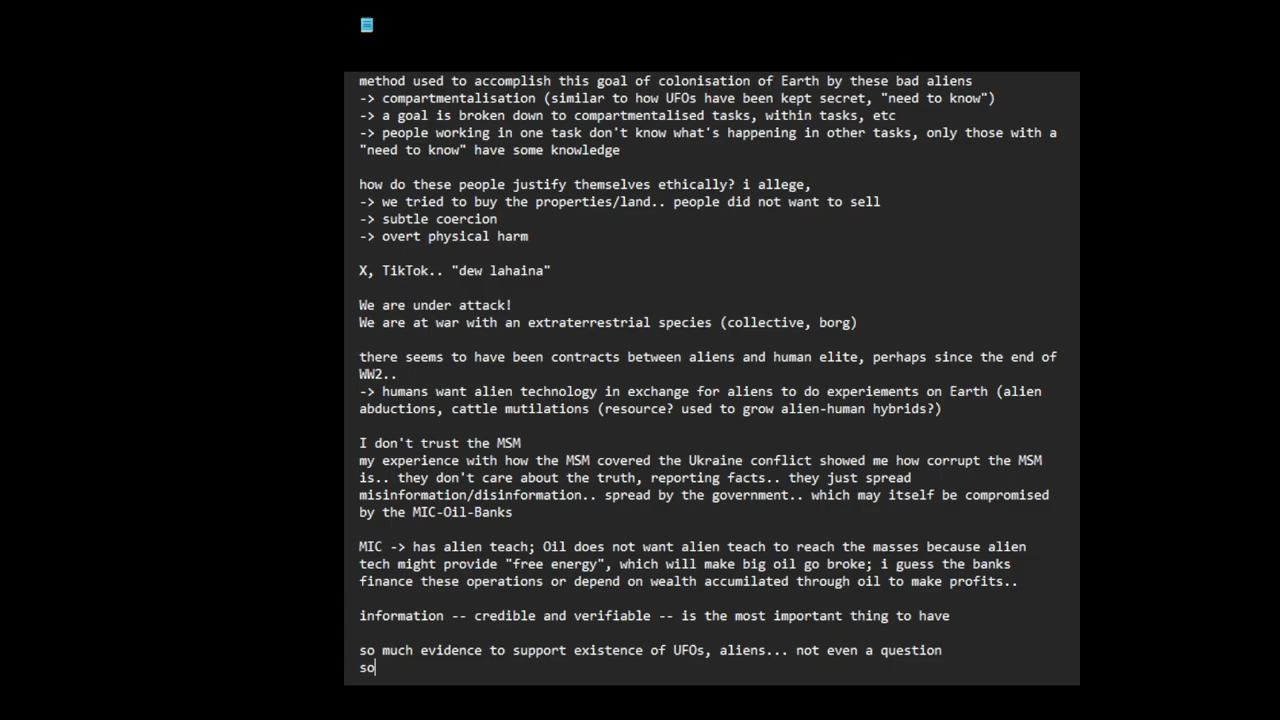 method used to accomplish this goal of colonisation of Earth by these bad aliens
-> compartmentalisation (similar to how UFOs have been kept secret, "need to know")
-> a goal is broken down to compartmentalised tasks, within tasks, etc
-> people working in one task don't know what's happening in other tasks, only those with a
"need to know" have some knowledge
how do these people justify themselves ethically? i allege,
-> we tried to buy the properties/land.. people did not want to sell
-> subtle coercion
-> overt physical harm
X, TikTok.. "dew lahaina"
We are under attack!
We are at war with an extraterrestrial species (collective, borg)
there seems to have been contracts between aliens and human elite, perhaps since the end of
WW2..
-> humans want alien technology in exchange for aliens to do experiements on Earth (alien
abductions, cattle mutilations (resource? used to grow alien-human hybrids?)
I don't trust the MSM
my experience with how the MSM covered the Ukraine conflict showed me how corrupt the MSM
is.. they don't care about the truth, reporting facts.. they just spread
misinformation/disinformation.. spread by the government.. which may itself be compromised
by the MIC-Oil-Banks
MIC -> has alien teach; Oil does not want alien teach to reach the masses because alien
tech might provide "free energy", which will make big oil go broke; i guess the banks
finance these operations or depend on wealth accumilated through oil to make profits..
information -- credible and verifiable -- is the most important thing to have
so much evidence to support existence of UFOs, aliens... not even a question
so